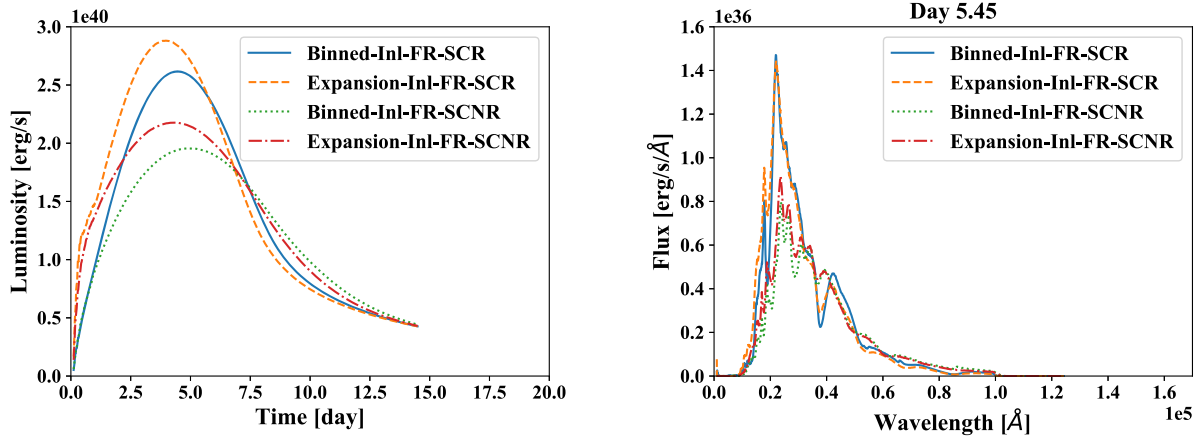 1e40
3.0
2.5
2.0
1.5
1.0
0.5
0.0
Luminosity [erg/s]
Binned-Inl-FR-SCR
Expansion-Inl-FR-SCR
Binned-Inl-FR-SCNR
Expansion-Inl-FR-SCNR
0.0 2.5 5.0 7.5 10.0 12.5 15.0 17.5 20.0
Time [day]
Day 5.45
1e36
1.6
1.4
1.2
1.0
0.8
0.6
0.4
0.2
0.0
Flux [erg/s/Å]
Binned-Inl-FR-SCR
Expansion-Inl-FR-SCR
Binned-Inl-FR-SCNR
Expansion-Inl-FR-SCNR
0.0 0.2 0.4 0.6 0.8 1.0 1.2 1.4 1.6
1e5
Wavelength [Å]